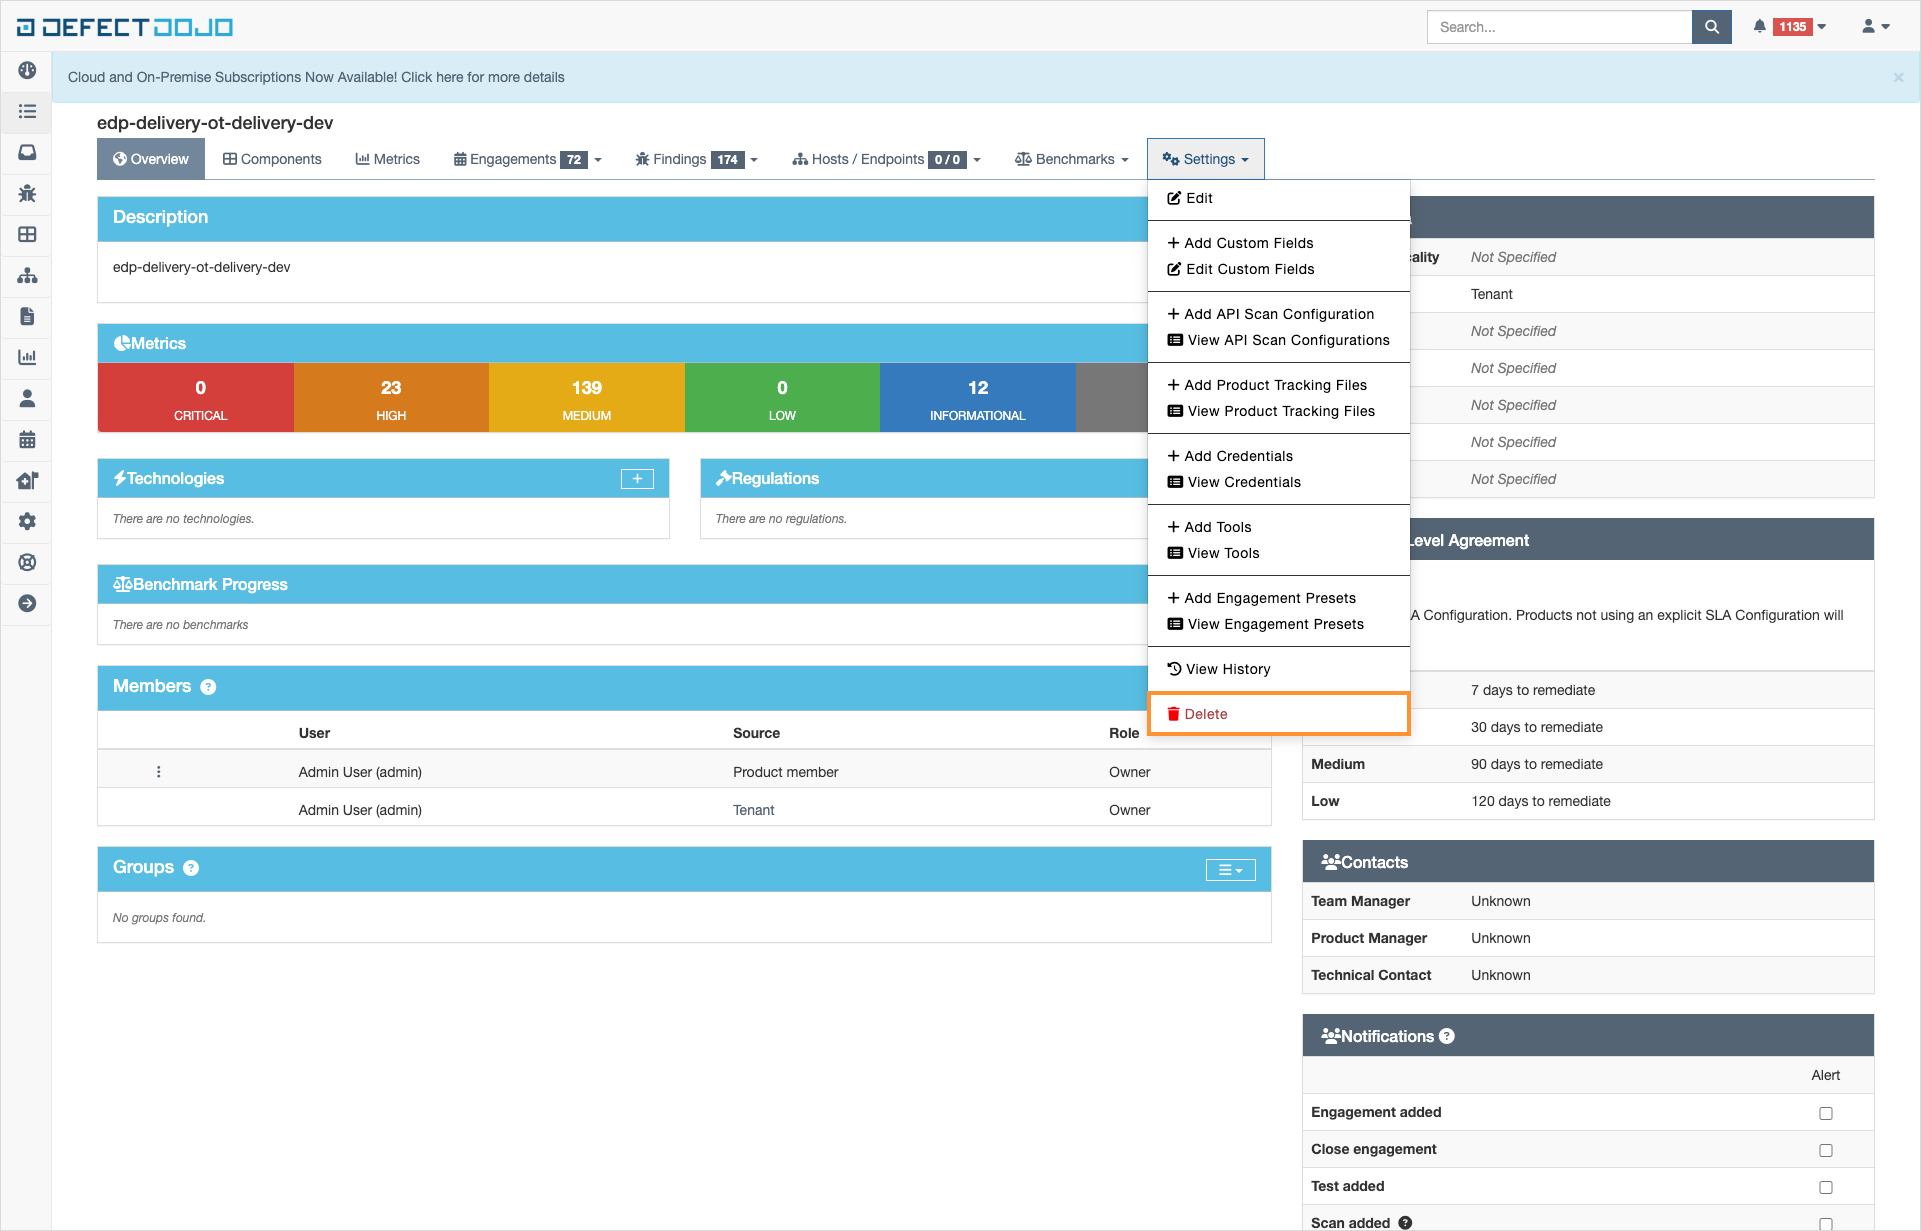 DEFECTDOJO
Search...
1135
Cloud and On-Premise Subscriptions Now Available! Click here for more details
×
edp-delivery-ot-delivery-dev
Overview
Components
Metrics
Engagements 72
Findings 174
Hosts / Endpoints 0 / 0
Benchmarks
Settings
Edit
Add Custom Fields
Edit Custom Fields
Add API Scan Configuration
View API Scan Configurations
Add Product Tracking Files
View Product Tracking Files
Add Credentials
View Credentials
Add Tools
View Tools
Add Engagement Presets
View Engagement Presets
View History
Delete
Description
edp-delivery-ot-delivery-dev
Metrics
0
CRITICAL
23
HIGH
139
MEDIUM
0
LOW
12
INFORMATIONAL
Technologies
+
There are no technologies.
Regulations
There are no regulations.
Benchmark Progress
There are no benchmarks
Members ?
User Source Role
Admin User (admin) Product member Owner
Admin User (admin) Tenant Owner
Groups ?
No groups found.
ality Not Specified
Tenant
Not Specified
Not Specified
Not Specified
Not Specified
Not Specified
Level Agreement
A Configuration. Products not using an explicit SLA Configuration will
7 days to remediate
30 days to remediate
Medium 90 days to remediate
Low 120 days to remediate
Contacts
Team Manager Unknown
Product Manager Unknown
Technical Contact Unknown
Notifications ?
Alert
Engagement added
Close engagement
Test added
Scan added ?